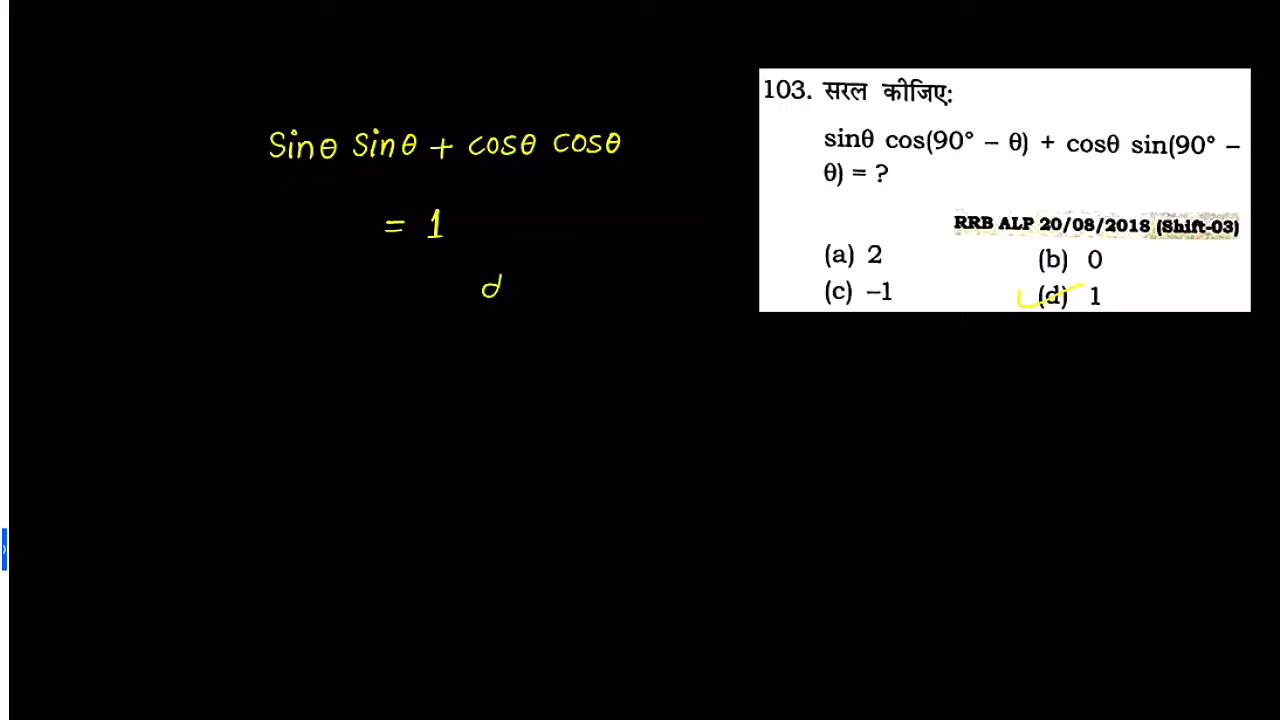 Sinθ Sinθ + cosθ cosθ
= 1
d
103. सरल कीजिए:
sinθ cos(90° – θ) + cosθ sin(90° –
θ) = ?
RRB ALP 20/08/2018 (Shift-03)
(a) 2 (b) 0
(c) –1 (d) 1